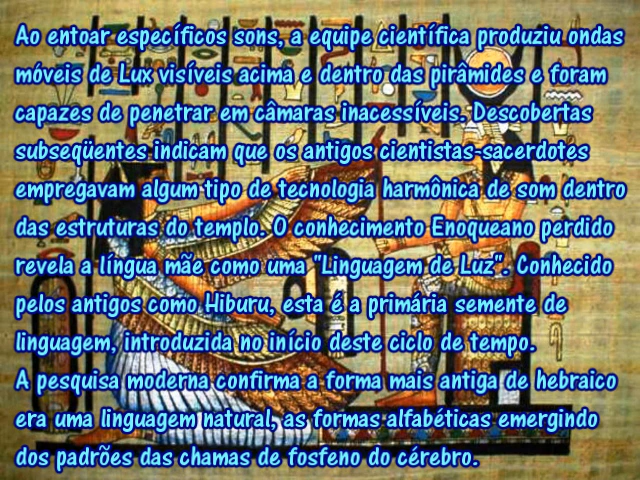 Ao entoar específicos sons, a equipe científica produziu ondas
móveis de Lux visíveis acima e dentro das pirâmides e foram
capazes de penetrar em câmaras inacessíveis. Descobertas
subseqüentes indicam que os antigos cientistas-sacerdotes
empregavam algum tipo de tecnologia harmônica de som dentro
das estruturas do templo. O conhecimento Enoqueano perdido
revela a língua mãe como uma "Linguagem de Luz". Conhecido
pelos antigos como Hiburu, esta é a primária semente de
linguagem, introduzida no início deste ciclo de tempo.
A pesquisa moderna confirma a forma mais antiga de hebraico
era uma linguagem natural, as formas alfabéticas emergindo
dos padrões das chamas de fosfeno do cérebro.